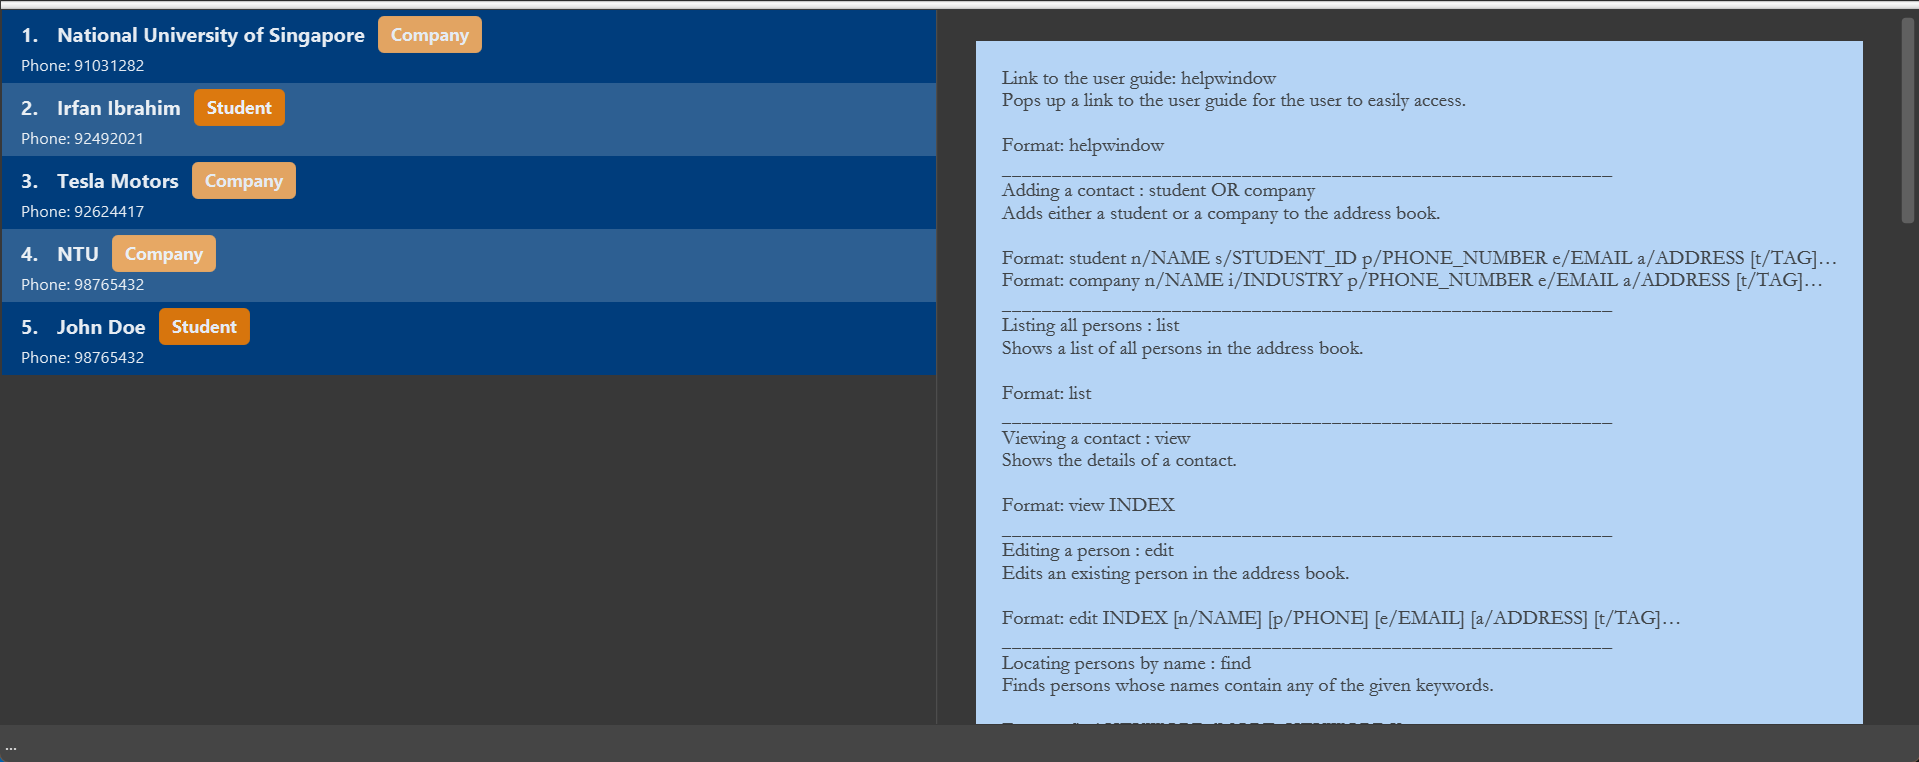 1. National University of Singapore Company
Phone: 91031282
2. Irfan Ibrahim Student
Phone: 92492021
3. Tesla Motors Company
Phone: 92624417
4. NTU Company
Phone: 98765432
5. John Doe Student
Phone: 98765432
...
Link to the user guide: helpwindow
Pops up a link to the user guide for the user to easily access.
Format: helpwindow
_____________________________________________________________
Adding a contact : student OR company
Adds either a student or a company to the address book.
Format: student n/NAME s/STUDENT_ID p/PHONE_NUMBER e/EMAIL a/ADDRESS [t/TAG]…
Format: company n/NAME i/INDUSTRY p/PHONE_NUMBER e/EMAIL a/ADDRESS [t/TAG]…
_____________________________________________________________
Listing all persons : list
Shows a list of all persons in the address book.
Format: list
_____________________________________________________________
Viewing a contact : view
Shows the details of a contact.
Format: view INDEX
_____________________________________________________________
Editing a person : edit
Edits an existing person in the address book.
Format: edit INDEX [n/NAME] [p/PHONE] [e/EMAIL] [a/ADDRESS] [t/TAG]…
_____________________________________________________________
Locating persons by name : find
Finds persons whose names contain any of the given keywords.